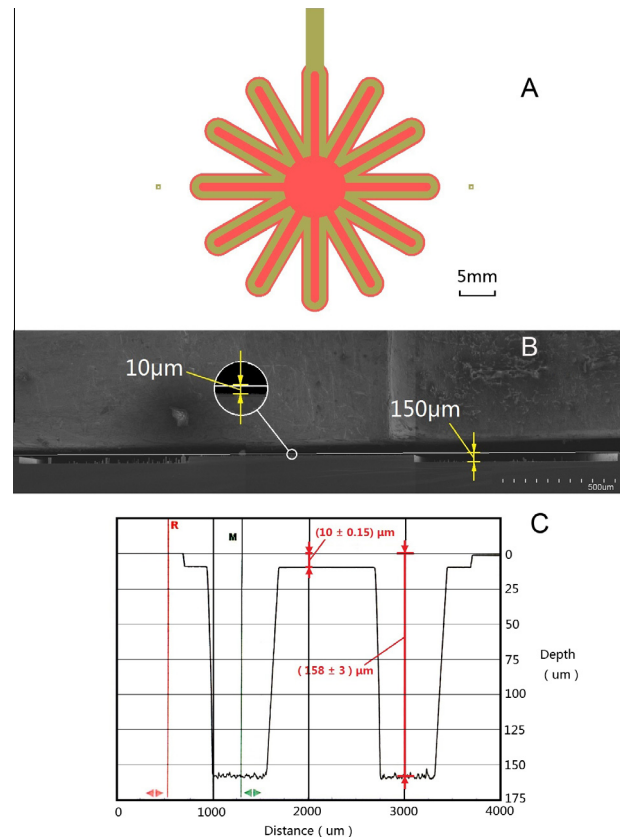 A
5mm
B
10μm
150μm
500um
C
R
M
(10 ± 0.15) μm
(158 ± 3) μm
0
25
50
75
100
125
150
175
Depth
( um )
0 1000 2000 3000 4000
Distance ( um )